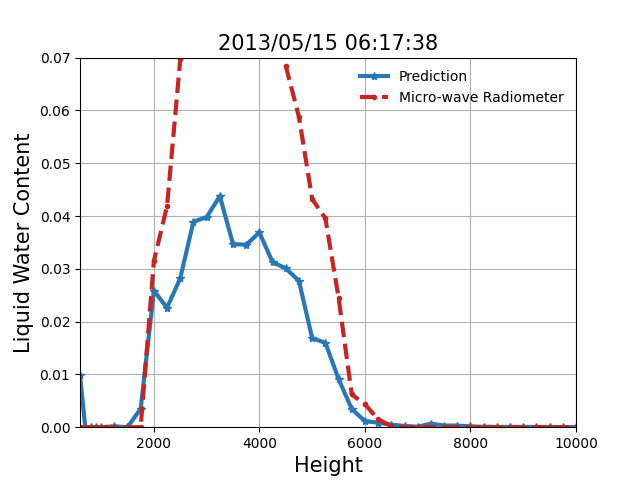 2013/05/15 06:17:38
Prediction
Micro-wave Radiometer
Liquid Water Content
0.07
0.06
0.05
0.04
0.03
0.02
0.01
0.00
2000 4000 6000 8000 10000
Height